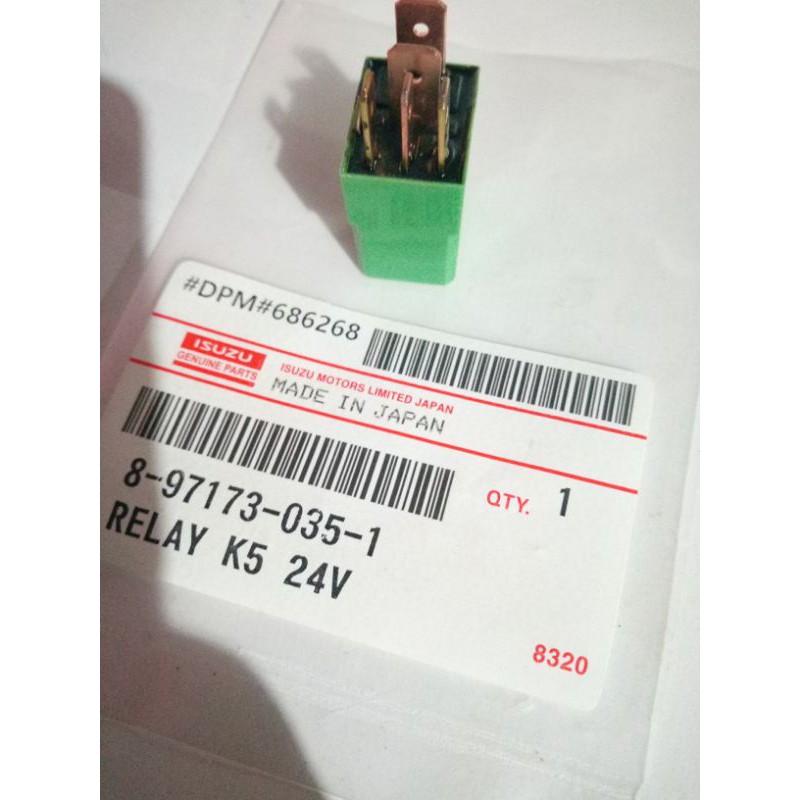 #DPM#686268
ISUZU
GENUINE PARTS
ISUZU MOTORS LIMITED JAPAN
MADE IN JAPAN
8-97173-035-1
QTY. 1
RELAY K5 24V
8320